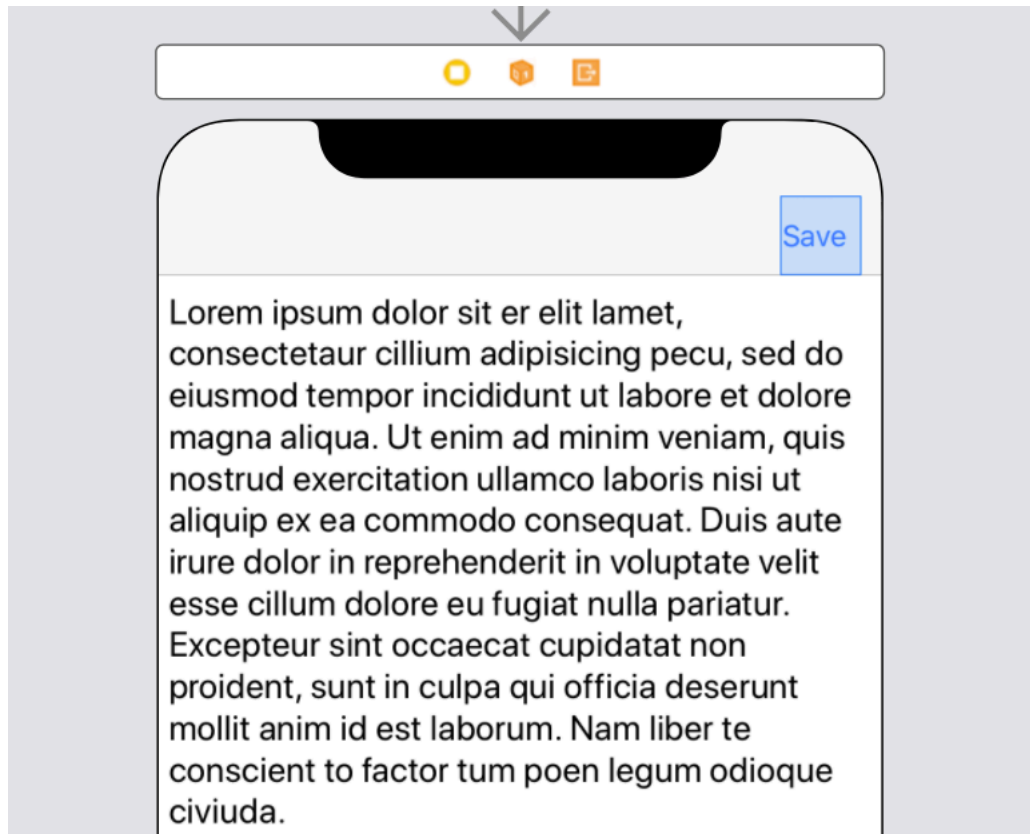 Save
Lorem ipsum dolor sit er elit lamet,
consectetaur cillium adipisicing pecu, sed do
eiusmod tempor incididunt ut labore et dolore
magna aliqua. Ut enim ad minim veniam, quis
nostrud exercitation ullamco laboris nisi ut
aliquip ex ea commodo consequat. Duis aute
irure dolor in reprehenderit in voluptate velit
esse cillum dolore eu fugiat nulla pariatur.
Excepteur sint occaecat cupidatat non
proident, sunt in culpa qui officia deserunt
mollit anim id est laborum. Nam liber te
conscient to factor tum poen legum odioque
civiuda.